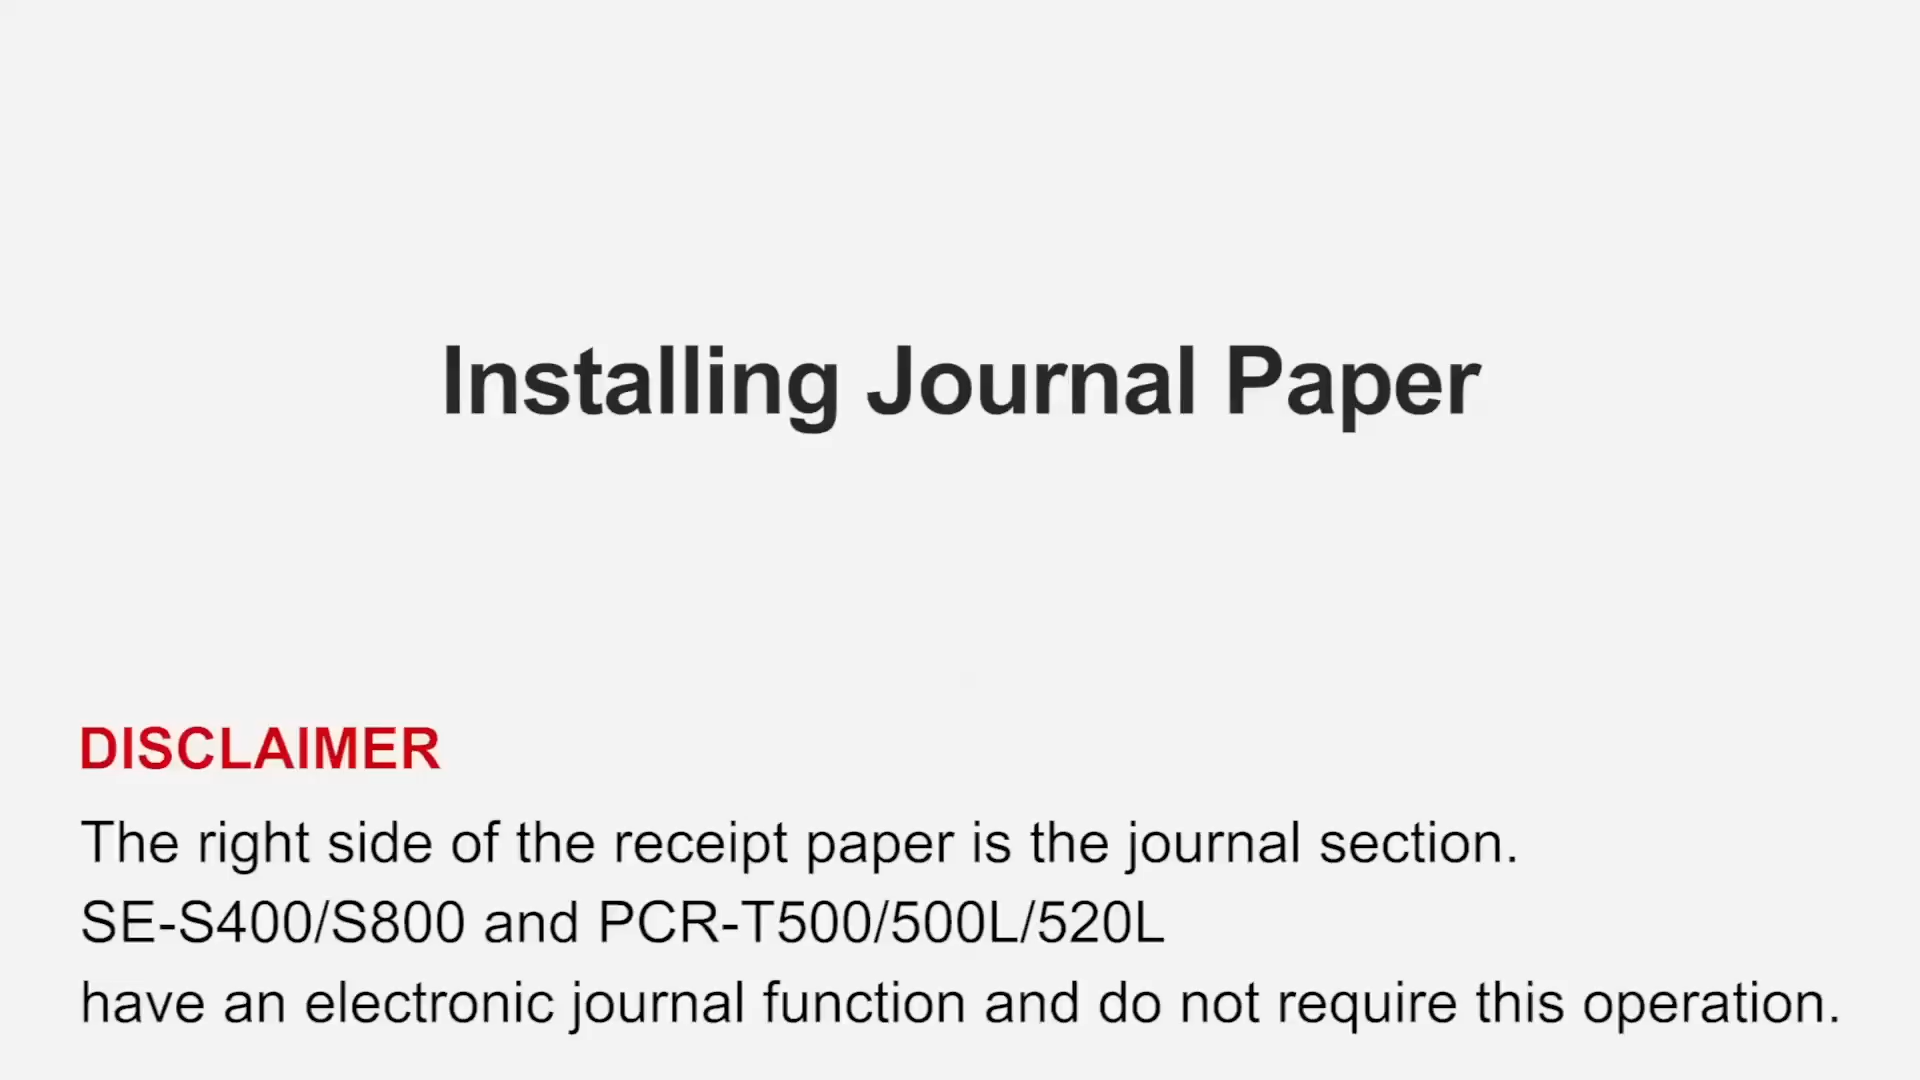 Installing Journal Paper
DISCLAIMER
The right side of the receipt paper is the journal section.
SE-S400/S800 and PCR-T500/500L/520L
have an electronic journal function and do not require this operation.